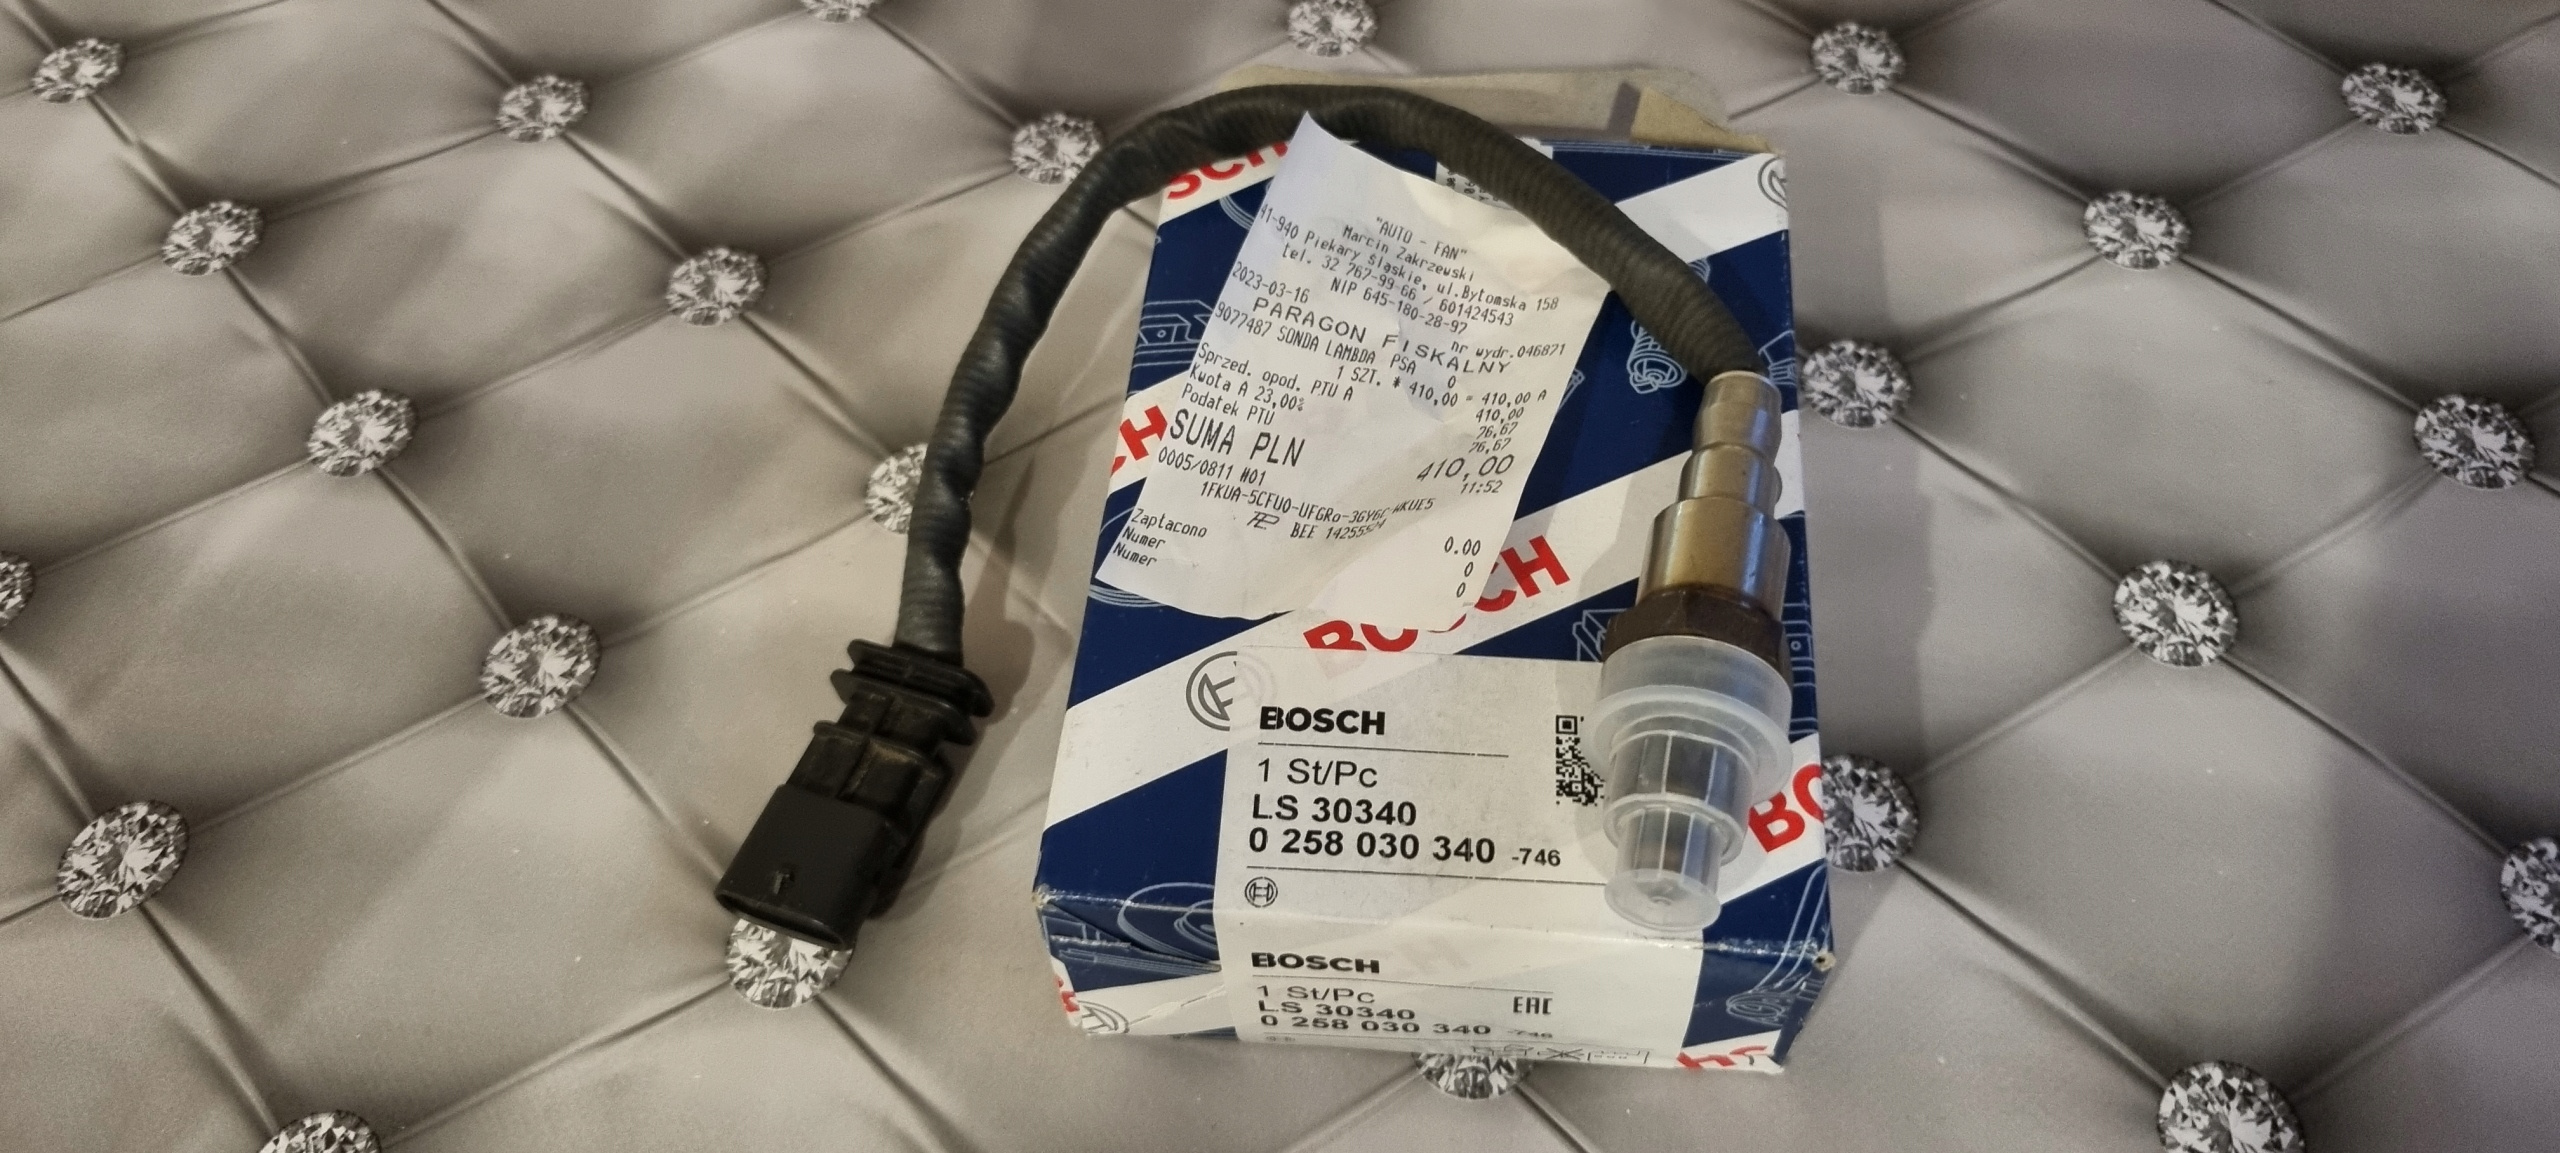 "AUTO - FAN"
Marcin Zakrzewski
41-940 Piekary Śląskie, ul.Bytomska 158
tel. 32 767-99-66 / 601424543
NIP 645-180-28-97
2023-03-16 nr wydr.046871
PARAGON FISKALNY
9077487 SONDA LAMBDA PSA 0
1 SZT. * 410,00 = 410,00 A
Sprzed. opod. PTU A 410,00
Kwota A 23,00% 76,67
Podatek PTU 76,67
SUMA PLN 410,00
0005/0811 #01 11:52
BEE
Zapłacono 0.00
Numer 0
Numer 0
BOSCH
BOSCH
1 St/Pc
LS 30340
0 258 030 340 -746
BOSCH
1 St/Pc
EAC
LS 30340
0 258 030 340 -746